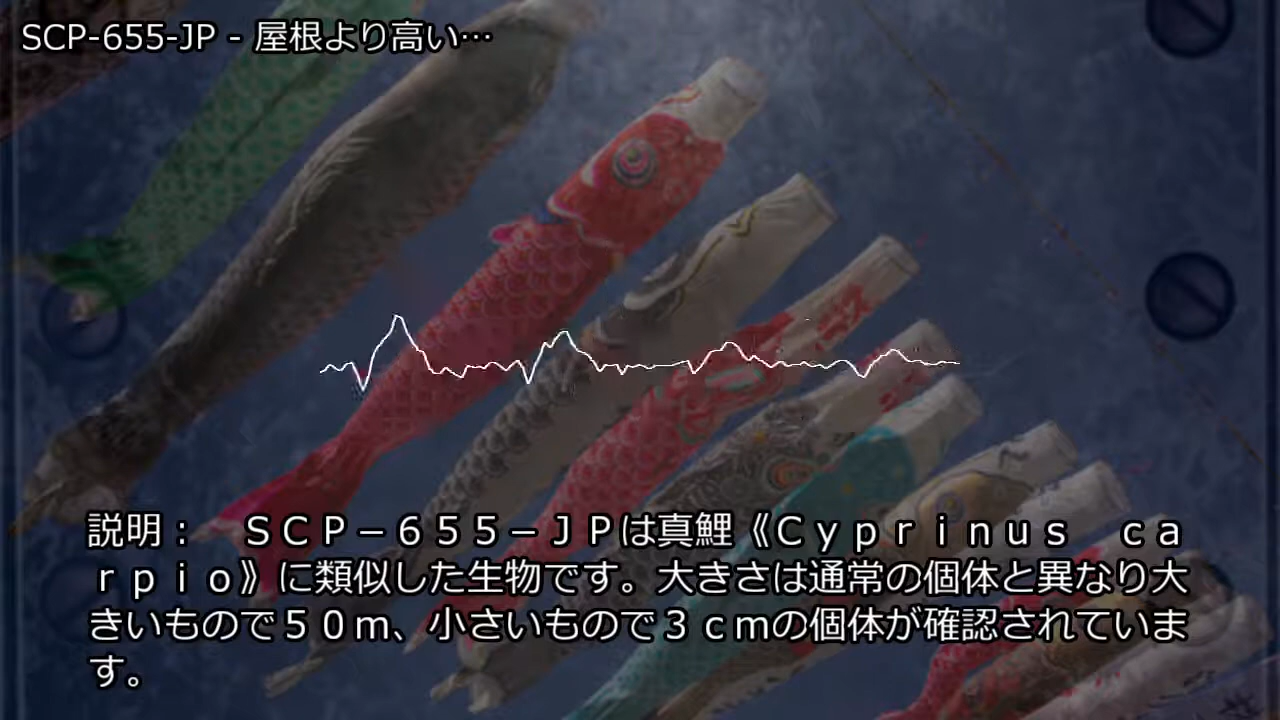 SCP-655-JP - 屋根より高い…
説明：　ＳＣＰ－６５５－ＪＰは真鯉《Ｃｙｐｒｉｎｕｓ　ｃａ
ｒｐｉｏ》に類似した生物です。大きさは通常の個体と異なり大
きいもので５０ｍ、小さいもので３ｃｍの個体が確認されていま
す。